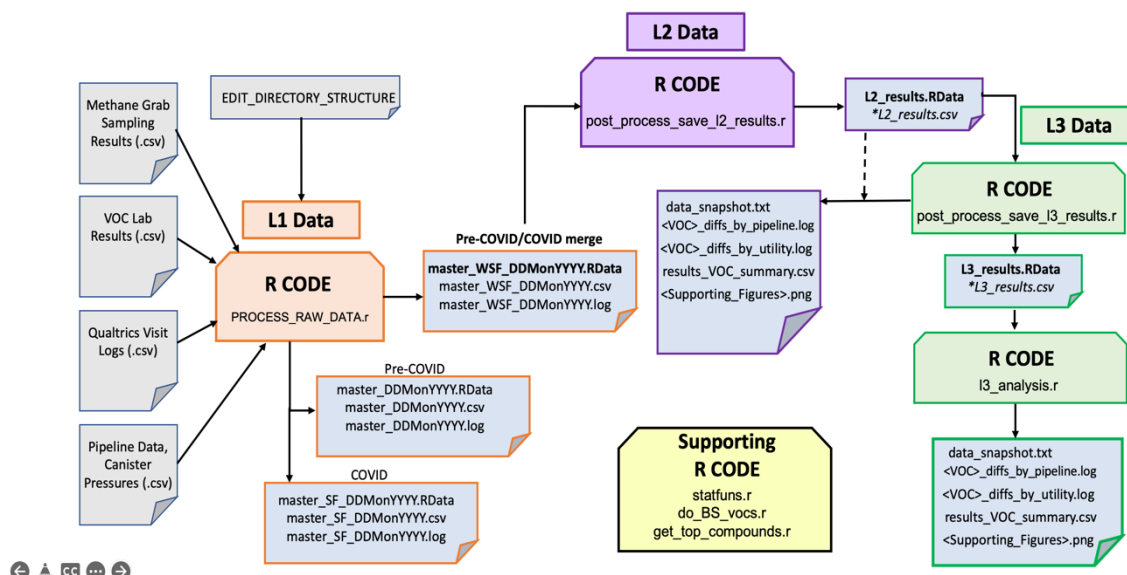 L2 Data
R CODE
post_process_save_l2_results.r
L2_results.RData
*L2_results.csv
L3 Data
R CODE
post_process_save_l3_results.r
Methane Grab
Sampling
Results (.csv)
EDIT_DIRECTORY_STRUCTURE
VOC Lab
Results (.csv)
L1 Data
R CODE
PROCESS_RAW_DATA.r
Pre-COVID/COVID merge
master_WSF_DDMonYYYY.RData
master_WSF_DDMonYYYY.csv
master_WSF_DDMonYYYY.log
data_snapshot.txt
<VOC>_diffs_by_pipeline.log
<VOC>_diffs_by_utility.log
results_VOC_summary.csv
<Supporting_Figures>.png
L3_results.RData
*L3_results.csv
Qualtrics Visit
Logs (.csv)
R CODE
l3_analysis.r
Pre-COVID
master_DDMonYYYY.RData
master_DDMonYYYY.csv
master_DDMonYYYY.log
Pipeline Data,
Canister
Pressures (.csv)
COVID
master_SF_DDMonYYYY.RData
master_SF_DDMonYYYY.csv
master_SF_DDMonYYYY.log
Supporting
R CODE
statfuns.r
do_BS_vocs.r
get_top_compounds.r
data_snapshot.txt
<VOC>_diffs_by_pipeline.log
<VOC>_diffs_by_utility.log
results_VOC_summary.csv
<Supporting_Figures>.png
CC